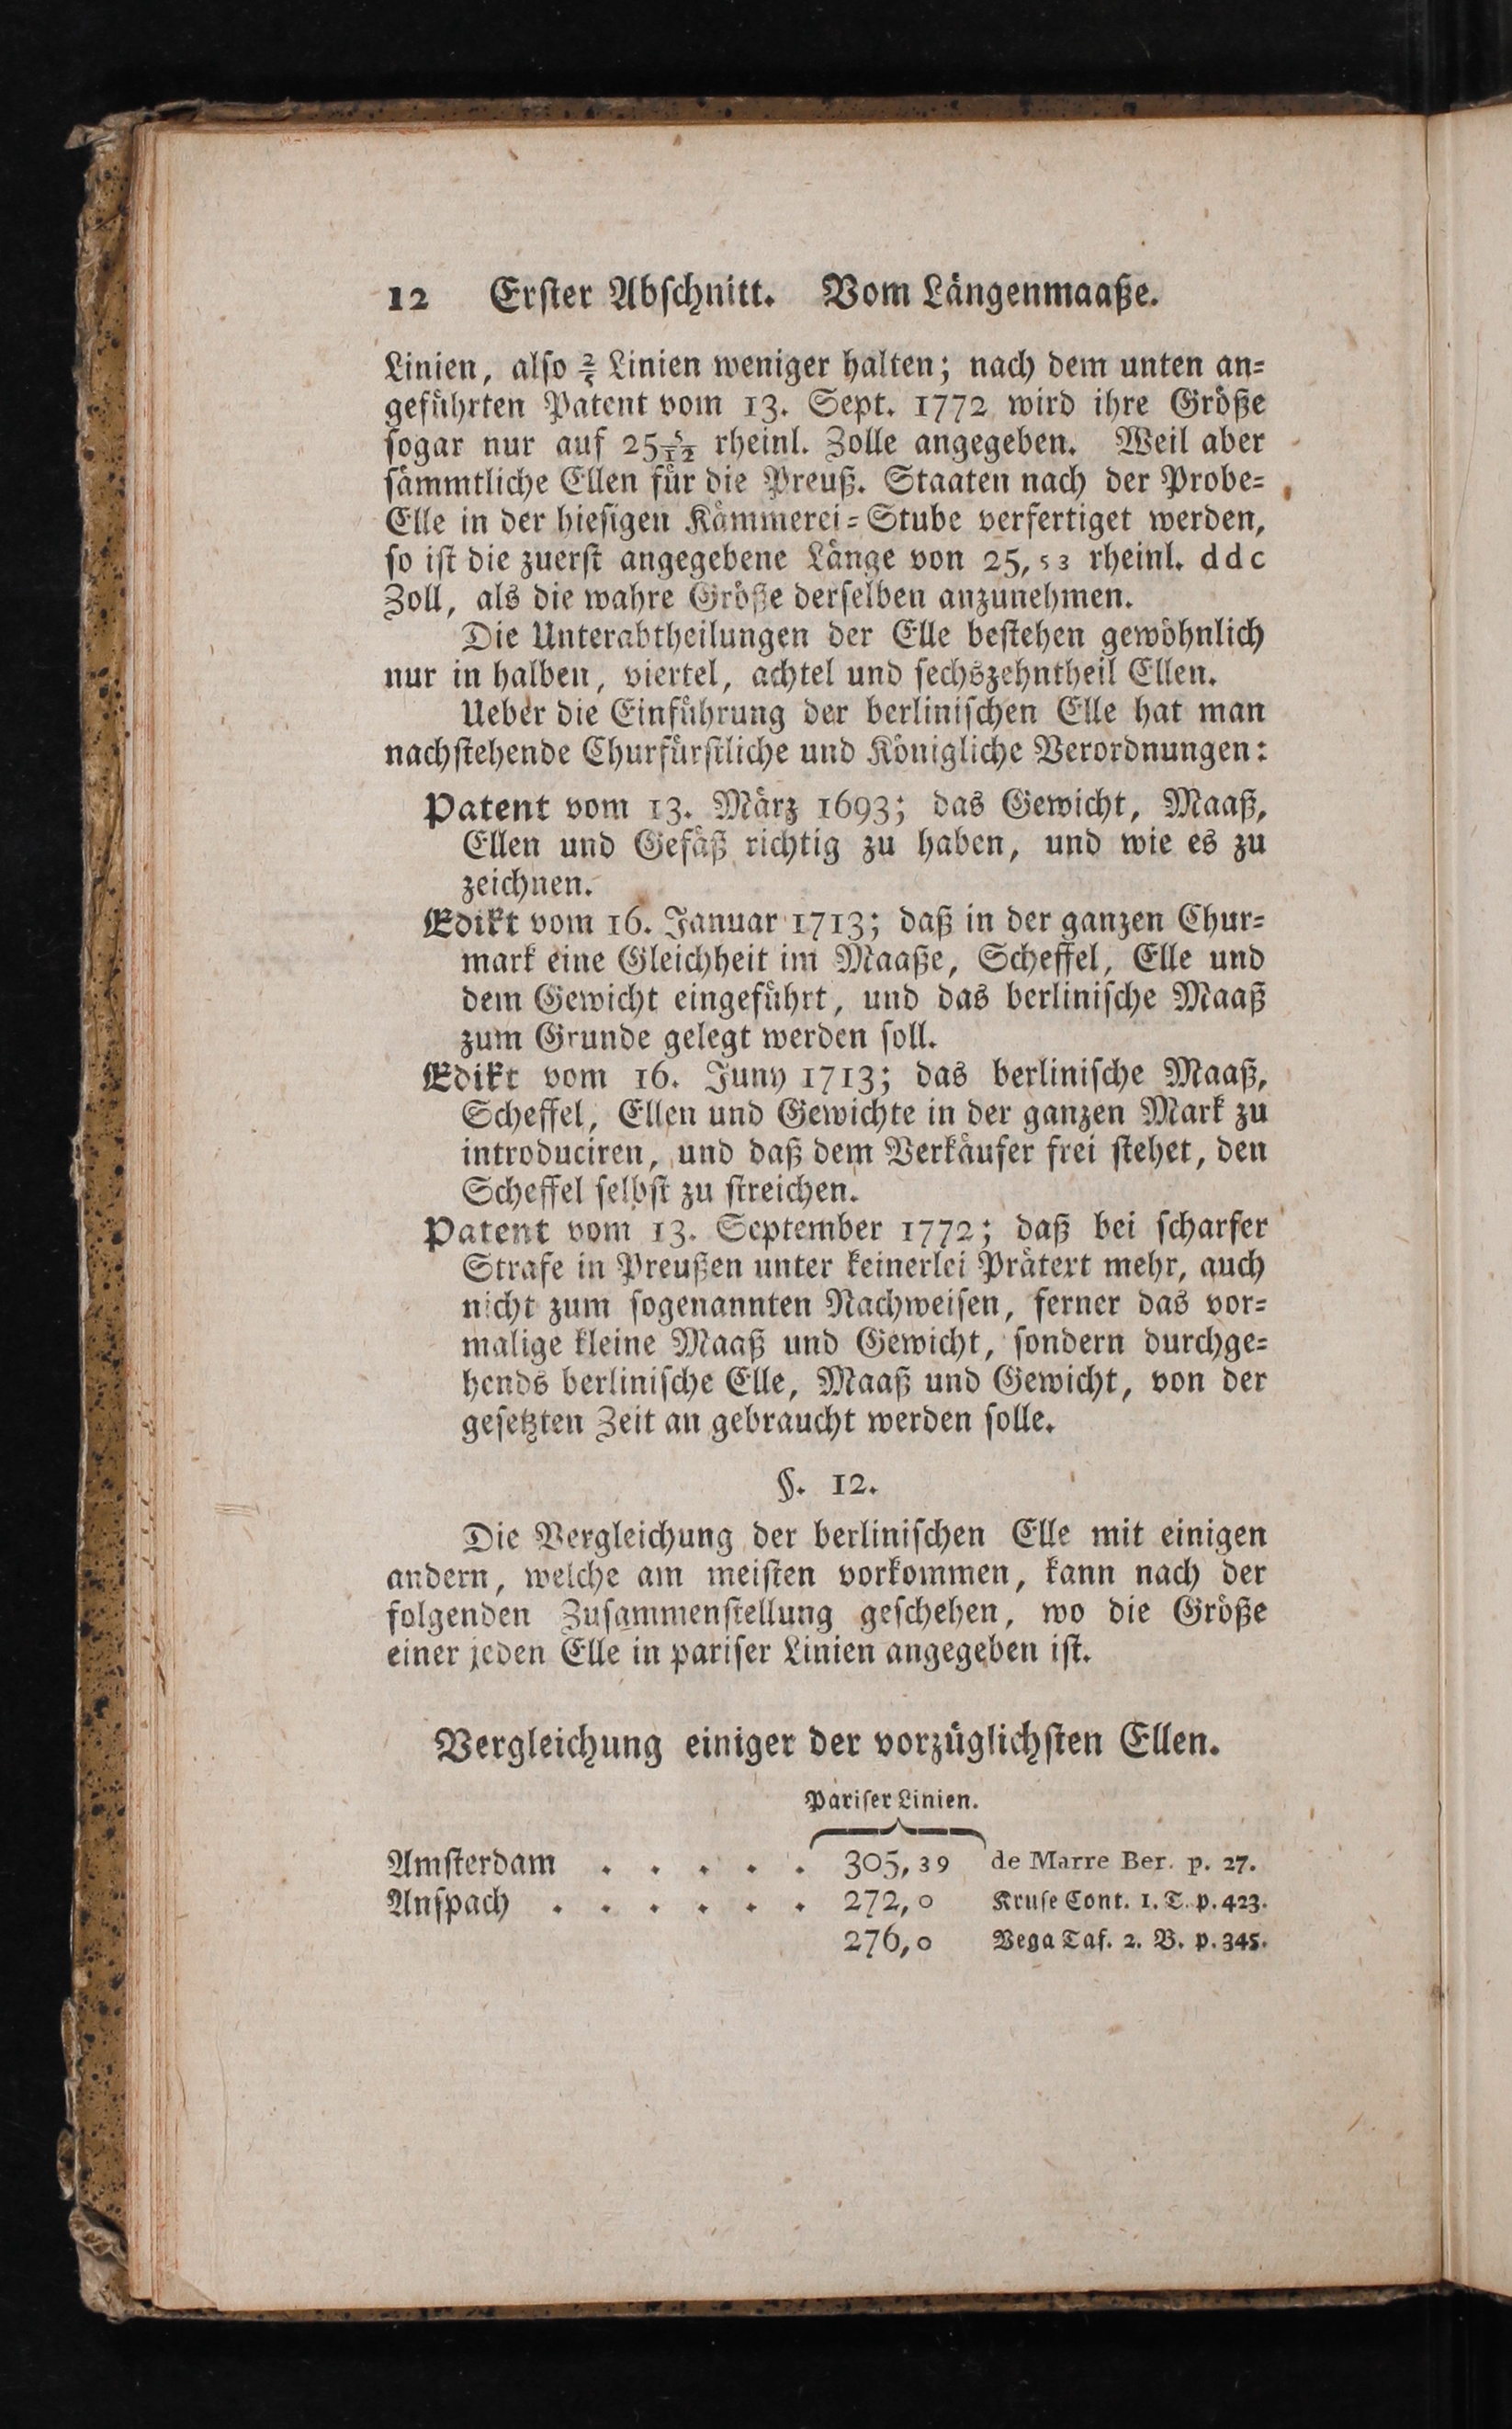 12 Erſter Abſchnitt. Vom Längenmaaße.
Linien, alſo ⅖ Linien weniger halten; nach dem unten an=
geführten Patent vom 13. Sept. 1772 wird ihre Größe
ſogar nur auf 25 5/12 rheinl. Zolle angegeben. Weil aber
ſämmtliche Ellen für die Preuß. Staaten nach der Probe=
Elle in der hieſigen Kämmerei=Stube verfertiget werden,
ſo iſt die zuerſt angegebene Länge von 25,53 rheinl. ddc
Zoll, als die wahre Größe derſelben anzunehmen.
Die Unterabtheilungen der Elle beſtehen gewöhnlich
nur in halben, viertel, achtel und ſechszehntheil Ellen.
Ueber die Einführung der berliniſchen Elle hat man
nachſtehende Churfürſtliche und Königliche Verordnungen:
Patent vom 13. März 1693; das Gewicht, Maaß,
Ellen und Gefäß richtig zu haben, und wie es zu
zeichnen.
Edikt vom 16. Januar 1713; daß in der ganzen Chur=
mark eine Gleichheit im Maaße, Scheffel, Elle und
dem Gewicht eingeführt, und das berliniſche Maaß
zum Grunde gelegt werden ſoll.
Edikt vom 16. Juny 1713; das berliniſche Maaß,
Scheffel, Ellen und Gewichte in der ganzen Mark zu
introduciren, und daß dem Verkäufer frei ſtehet, den
Scheffel ſelbſt zu ſtreichen.
Patent vom 13. September 1772; daß bei ſcharfer
Strafe in Preußen unter keinerlei Prätext mehr, auch
nicht zum ſogenannten Nachweiſen, ferner das vor=
malige kleine Maaß und Gewicht, ſondern durchge=
hends berliniſche Elle, Maaß und Gewicht, von der
geſetzten Zeit an gebraucht werden ſolle.
§. 12.
Die Vergleichung der berliniſchen Elle mit einigen
andern, welche am meiſten vorkommen, kann nach der
folgenden Zuſammenſtellung geſchehen, wo die Größe
einer jeden Elle in pariſer Linien angegeben iſt.
Vergleichung einiger der vorzüglichſten Ellen.
Pariſer Linien.
Amſterdam . . . . . 305,39 de Marre Ber. p. 27.
Anſpach . . . . . . 272,0 Kruſe Cont. 1. T. p. 423.
276,0 Vega Taf. 2. B. p. 345.